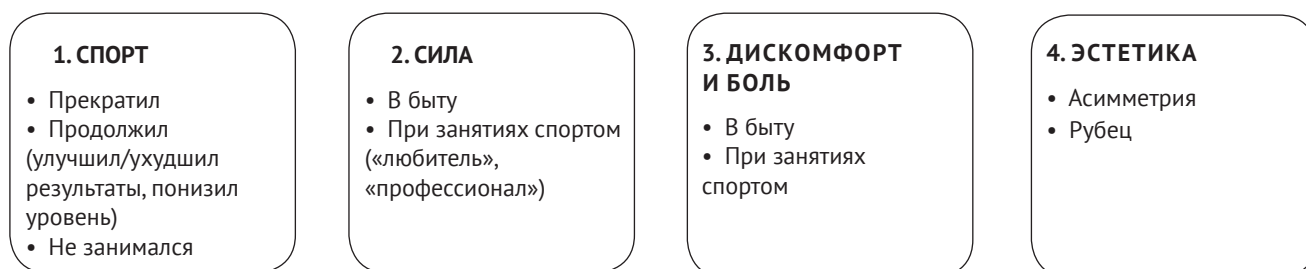 1. СПОРТ
• Прекратил
• Продолжил
(улучшил/ухудшил
результаты, понизил
уровень)
• Не занимался
2. СИЛА
• В быту
• При занятиях спортом
(«любитель»,
«профессионал»)
3. ДИСКОМФОРТ
И БОЛЬ
• В быту
• При занятиях
спортом
4. ЭСТЕТИКА
• Асимметрия
• Рубец